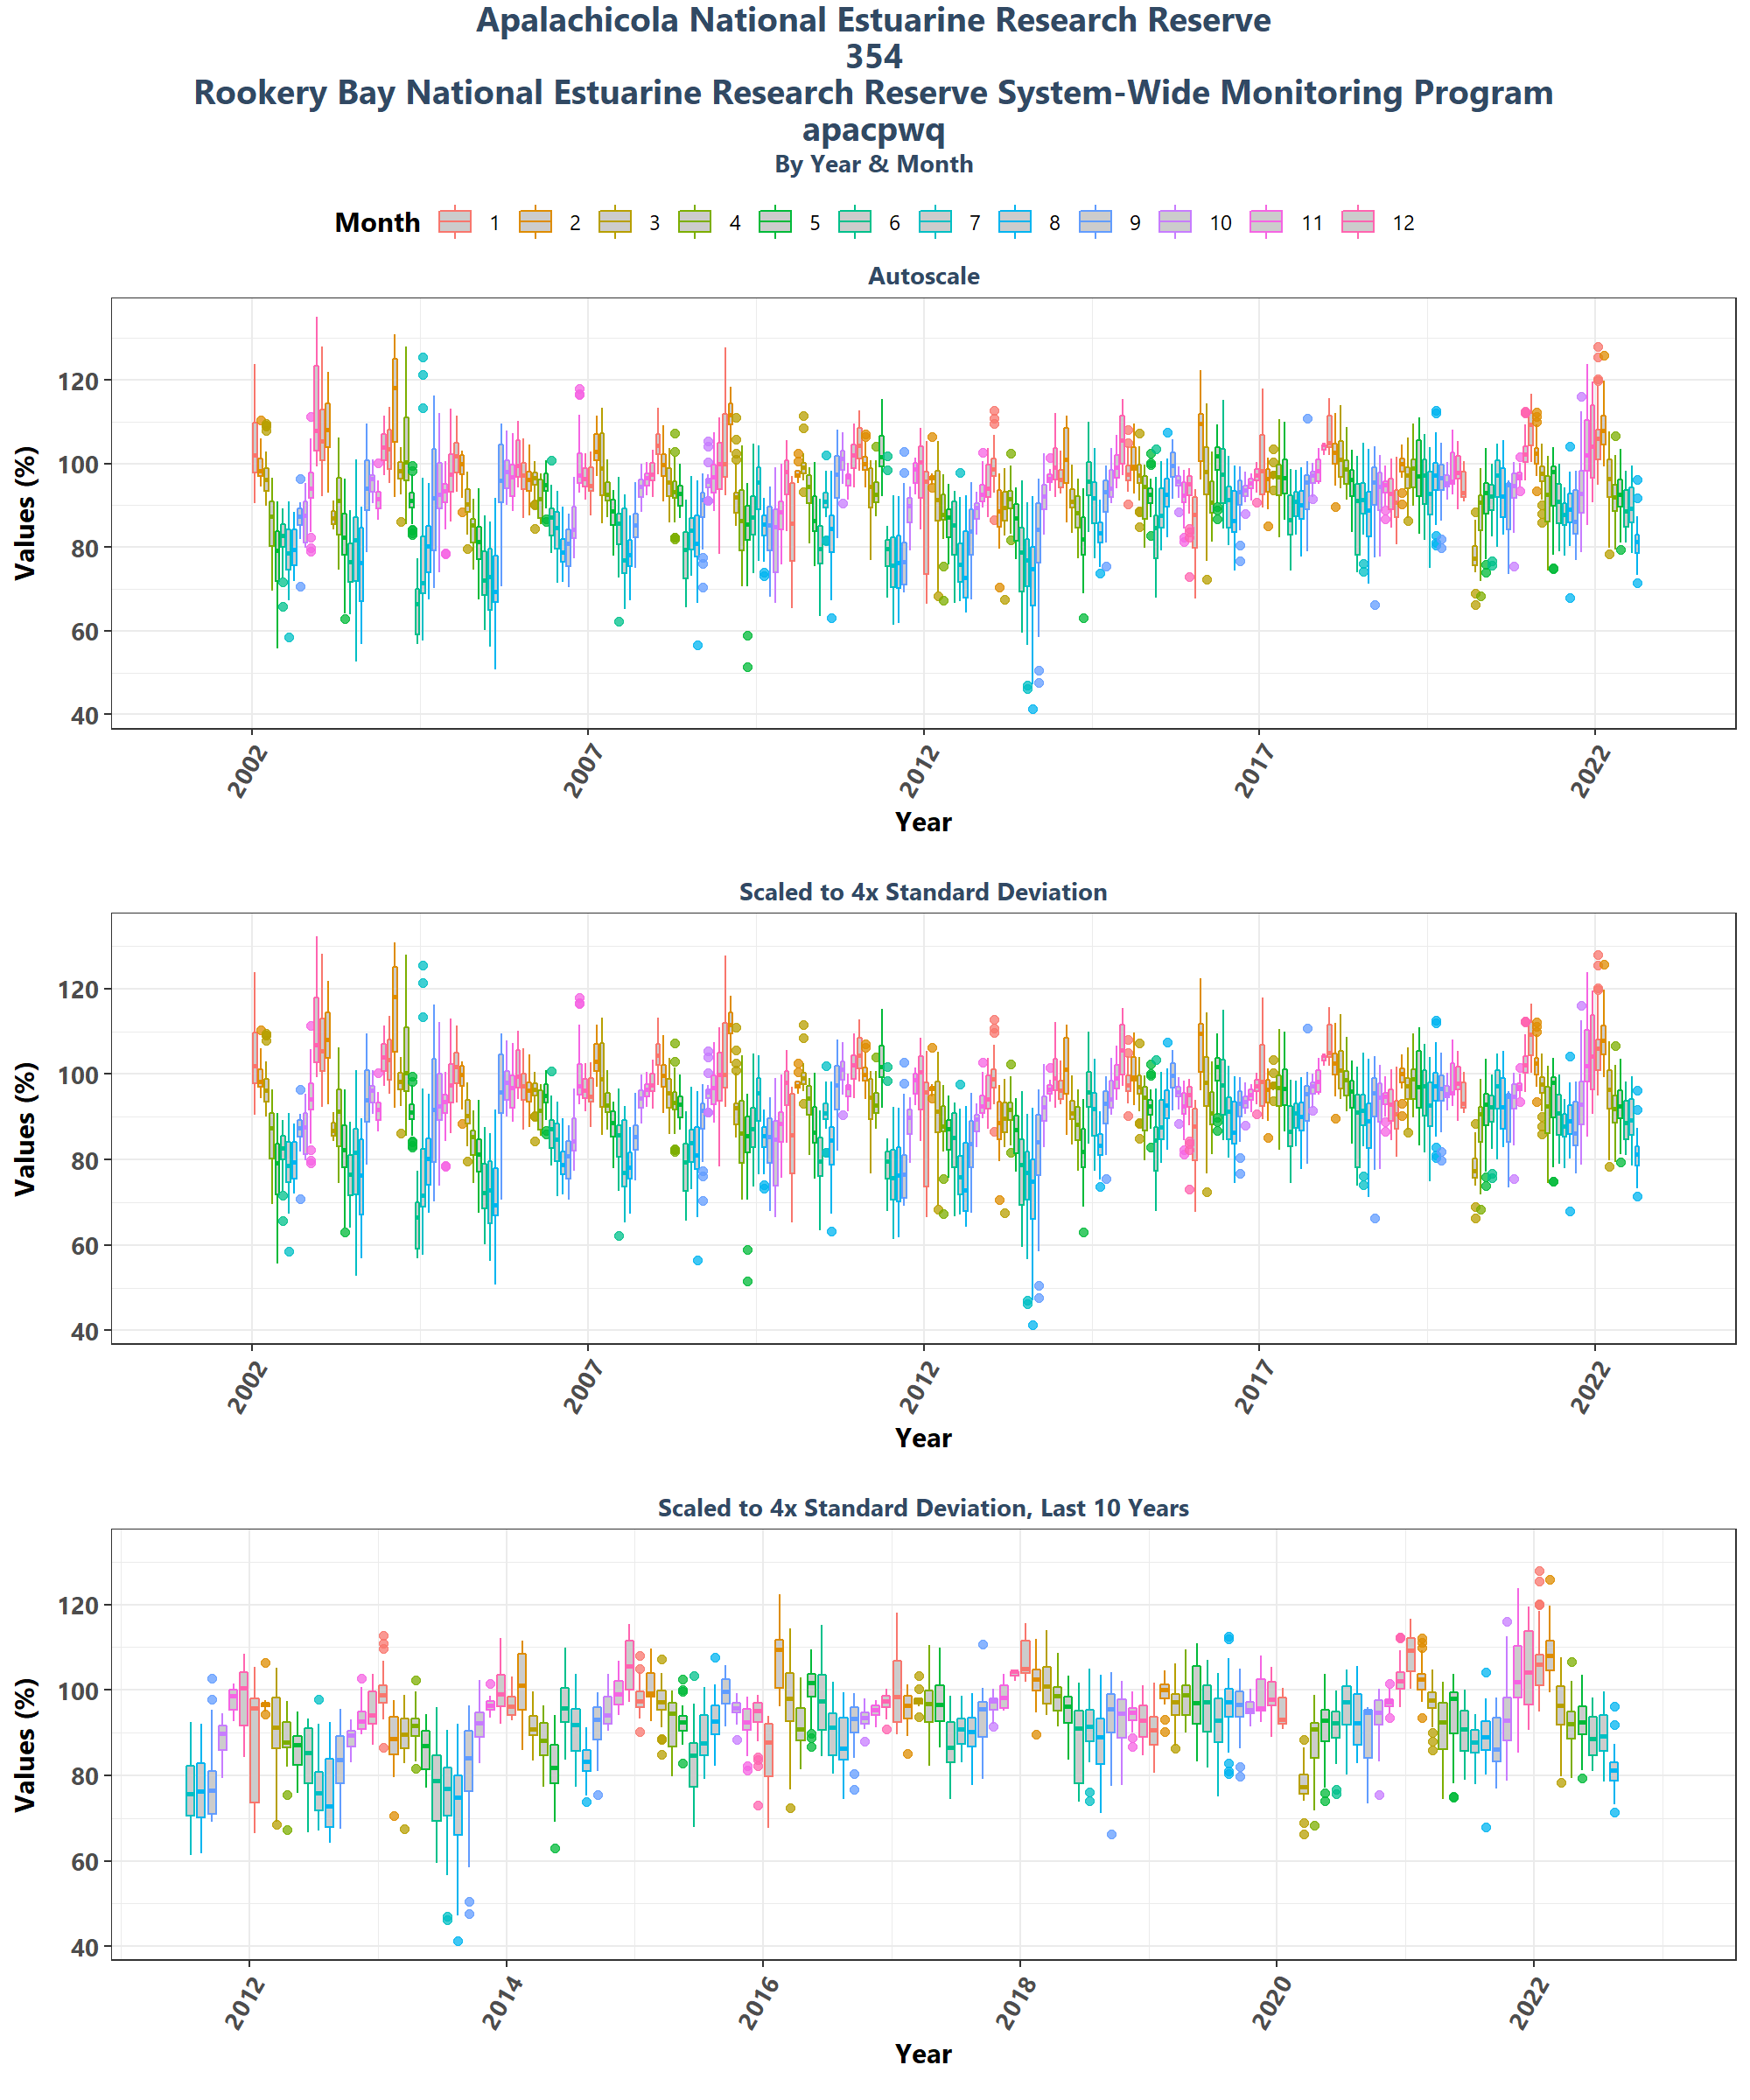 Apalachicola National Estuarine Research Reserve
354
Rookery Bay National Estuarine Research Reserve System-Wide Monitoring Program
apacpwq
By Year & Month
Month 1 2 3 4 5 6 7 8 9 10 11 12
Autoscale
Values (%)
120
100
80
60
40
2002 2007 2012 2017 2022
Year
Scaled to 4x Standard Deviation
Values (%)
120
100
80
60
40
2002 2007 2012 2017 2022
Year
Scaled to 4x Standard Deviation, Last 10 Years
Values (%)
120
100
80
60
40
2012 2014 2016 2018 2020 2022
Year